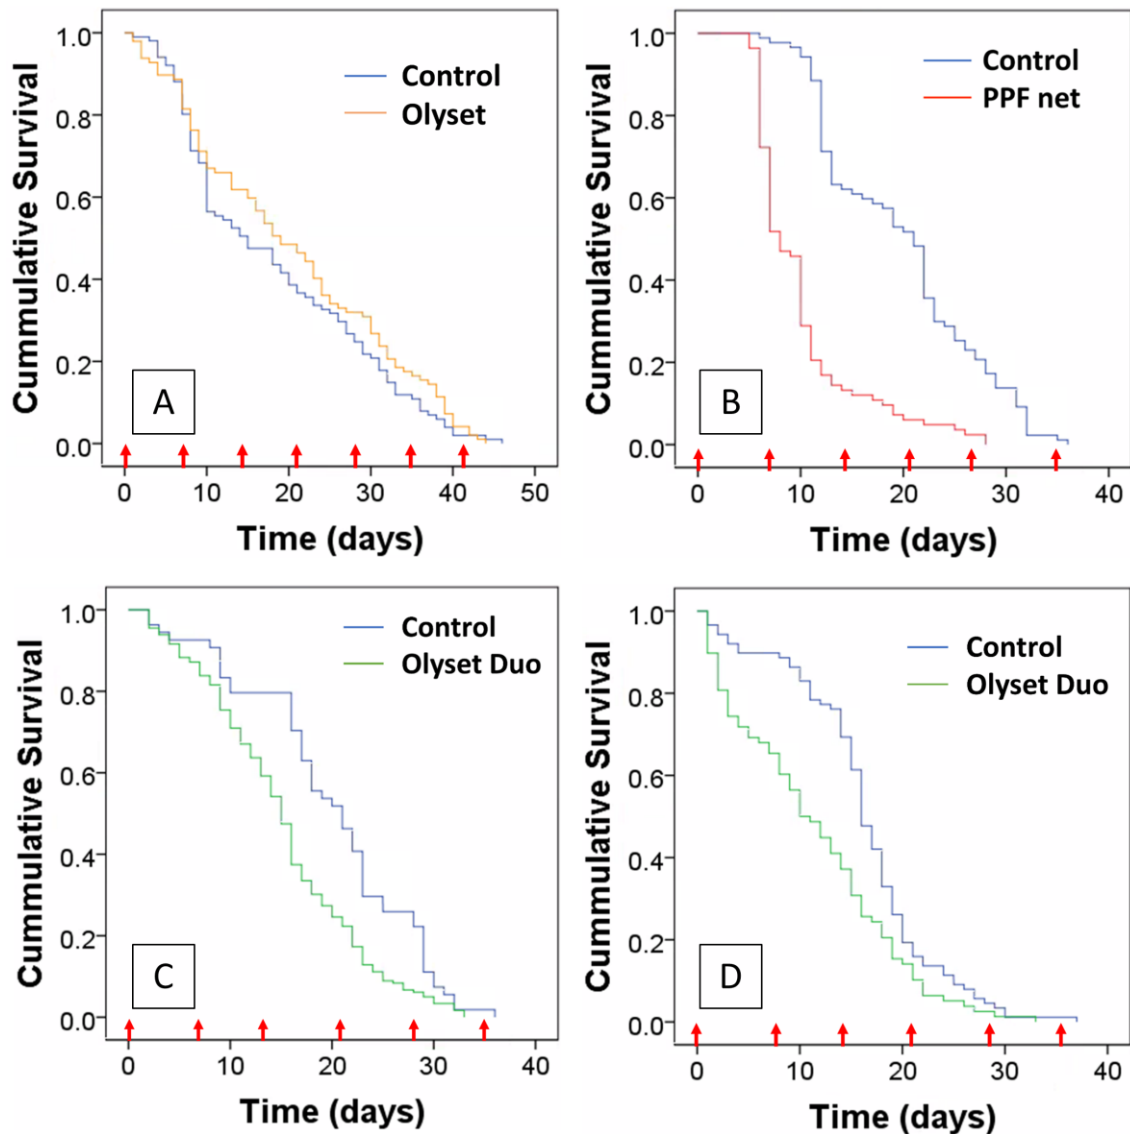 Cummulative Survival
1.0
0.8
0.6
0.4
0.2
0.0
Control
Olyset
A
0 10 20 30 40 50
Time (days)
Cummulative Survival
1.0
0.8
0.6
0.4
0.2
0.0
Control
PPF net
B
0 10 20 30 40
Time (days)
Cummulative Survival
1.0
0.8
0.6
0.4
0.2
0.0
Control
Olyset Duo
C
0 10 20 30 40
Time (days)
Cummulative Survival
1.0
0.8
0.6
0.4
0.2
0.0
Control
Olyset Duo
D
0 10 20 30 40
Time (days)